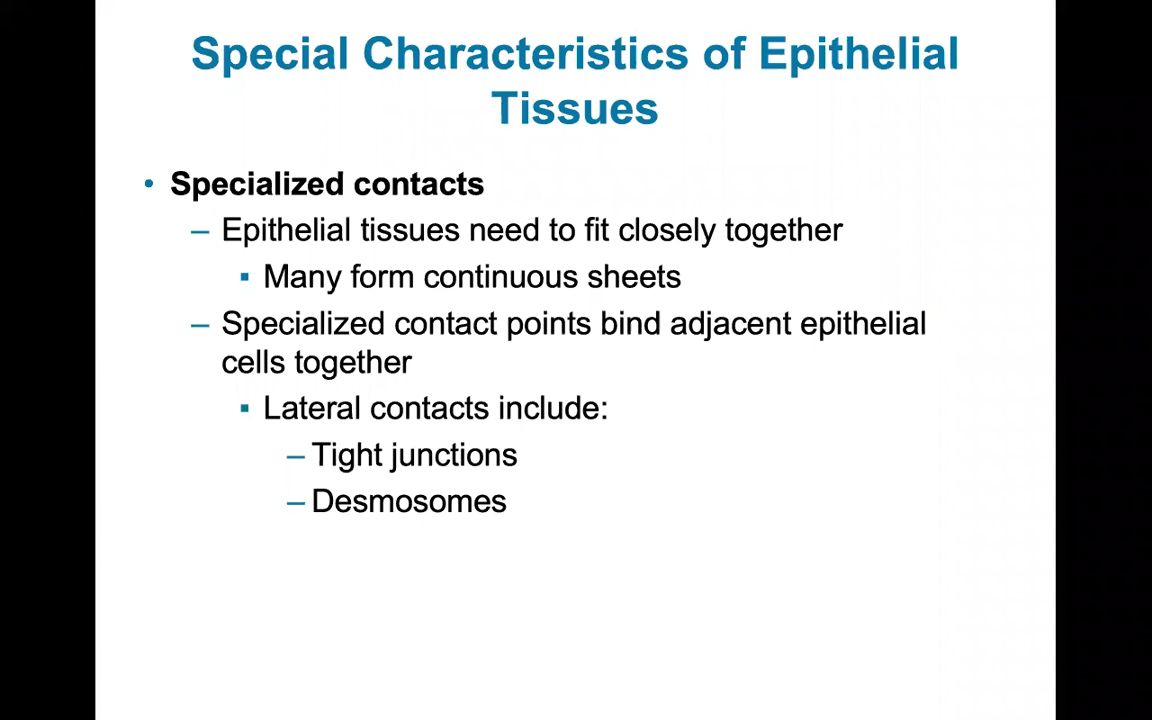 Special Characteristics of Epithelial
Tissues
• Specialized contacts
– Epithelial tissues need to fit closely together
▪ Many form continuous sheets
– Specialized contact points bind adjacent epithelial
cells together
▪ Lateral contacts include:
– Tight junctions
– Desmosomes